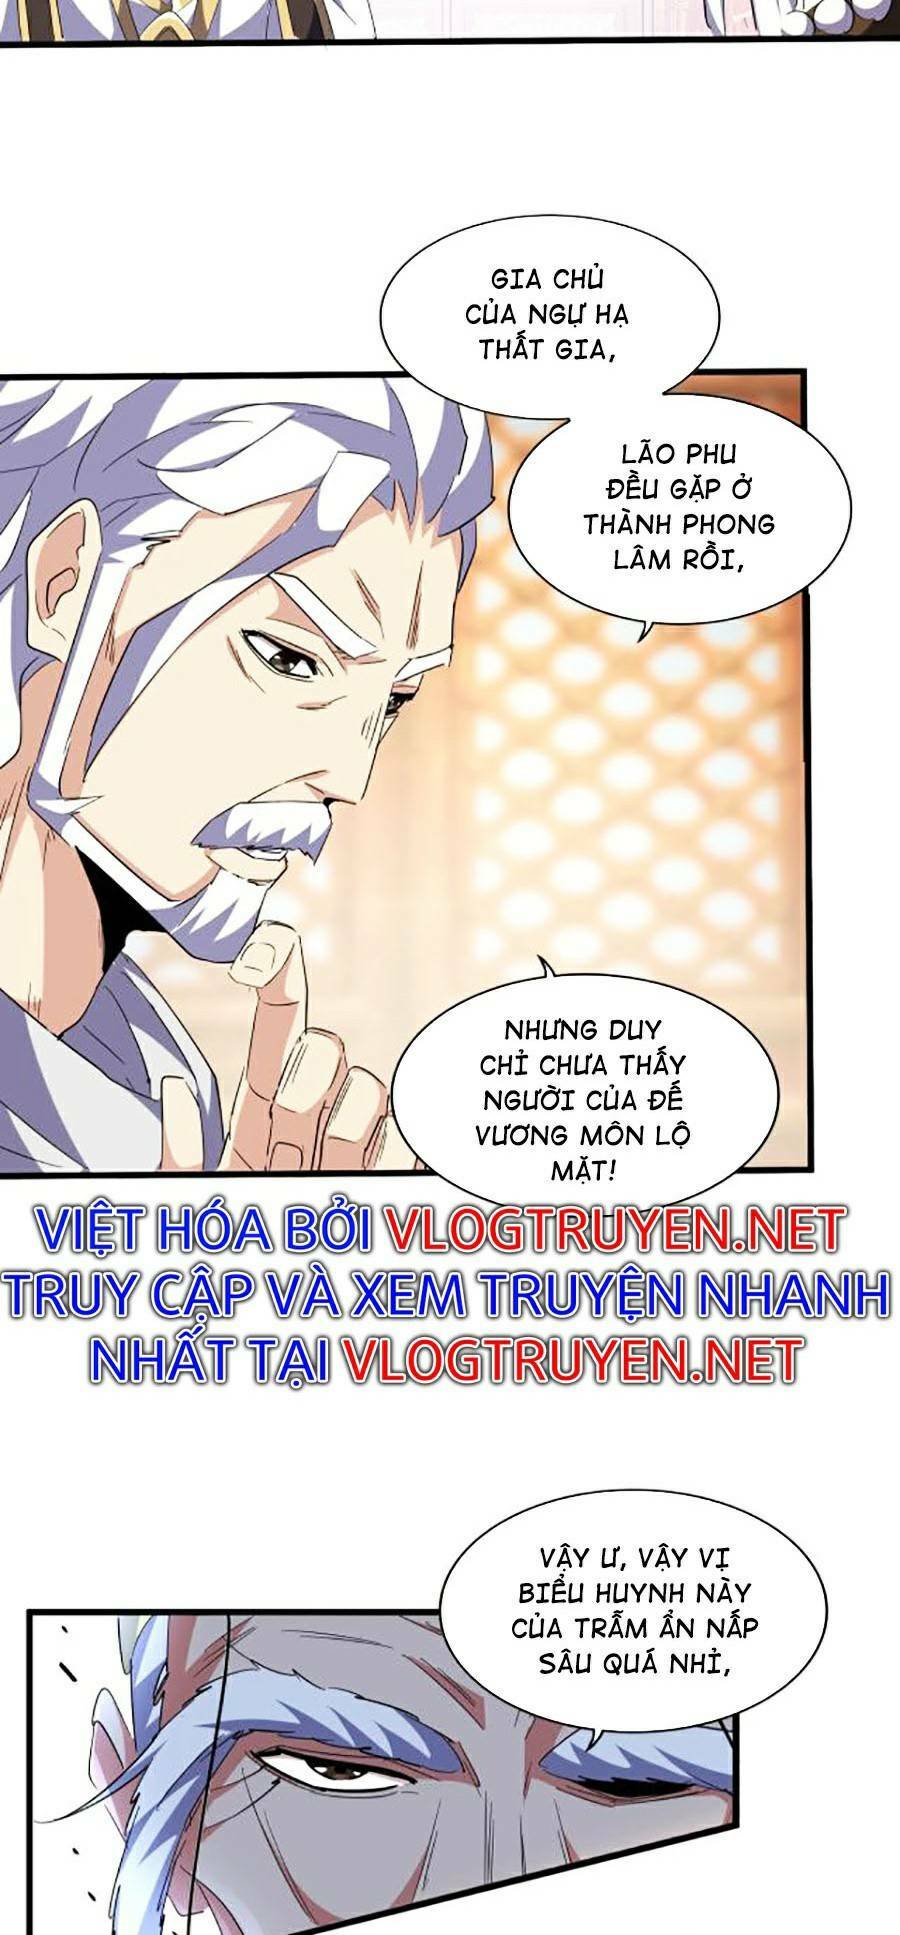 GIA CHỦ
CỦA NGỰ HẠ
THẤT GIA,
LÃO PHU
ĐỀU GẶP Ở
THÀNH PHONG
LÂM RỒI,
NHƯNG DUY
CHỈ CHƯA THẤY
NGƯỜI CỦA ĐẾ
VƯƠNG MÔN LỘ
MẶT!
VIỆT HÓA BỞI VLOGTRUYEN.NET
TRUY CẬP VÀ XEM TRUYỆN NHANH
NHẤT TẠI VLOGTRUYEN.NET
VẬY Ư, VẬY VỊ
BIỂU HUYNH NÀY
CỦA TRẪM ẨN NẤP
SÂU QUÁ NHỈ,